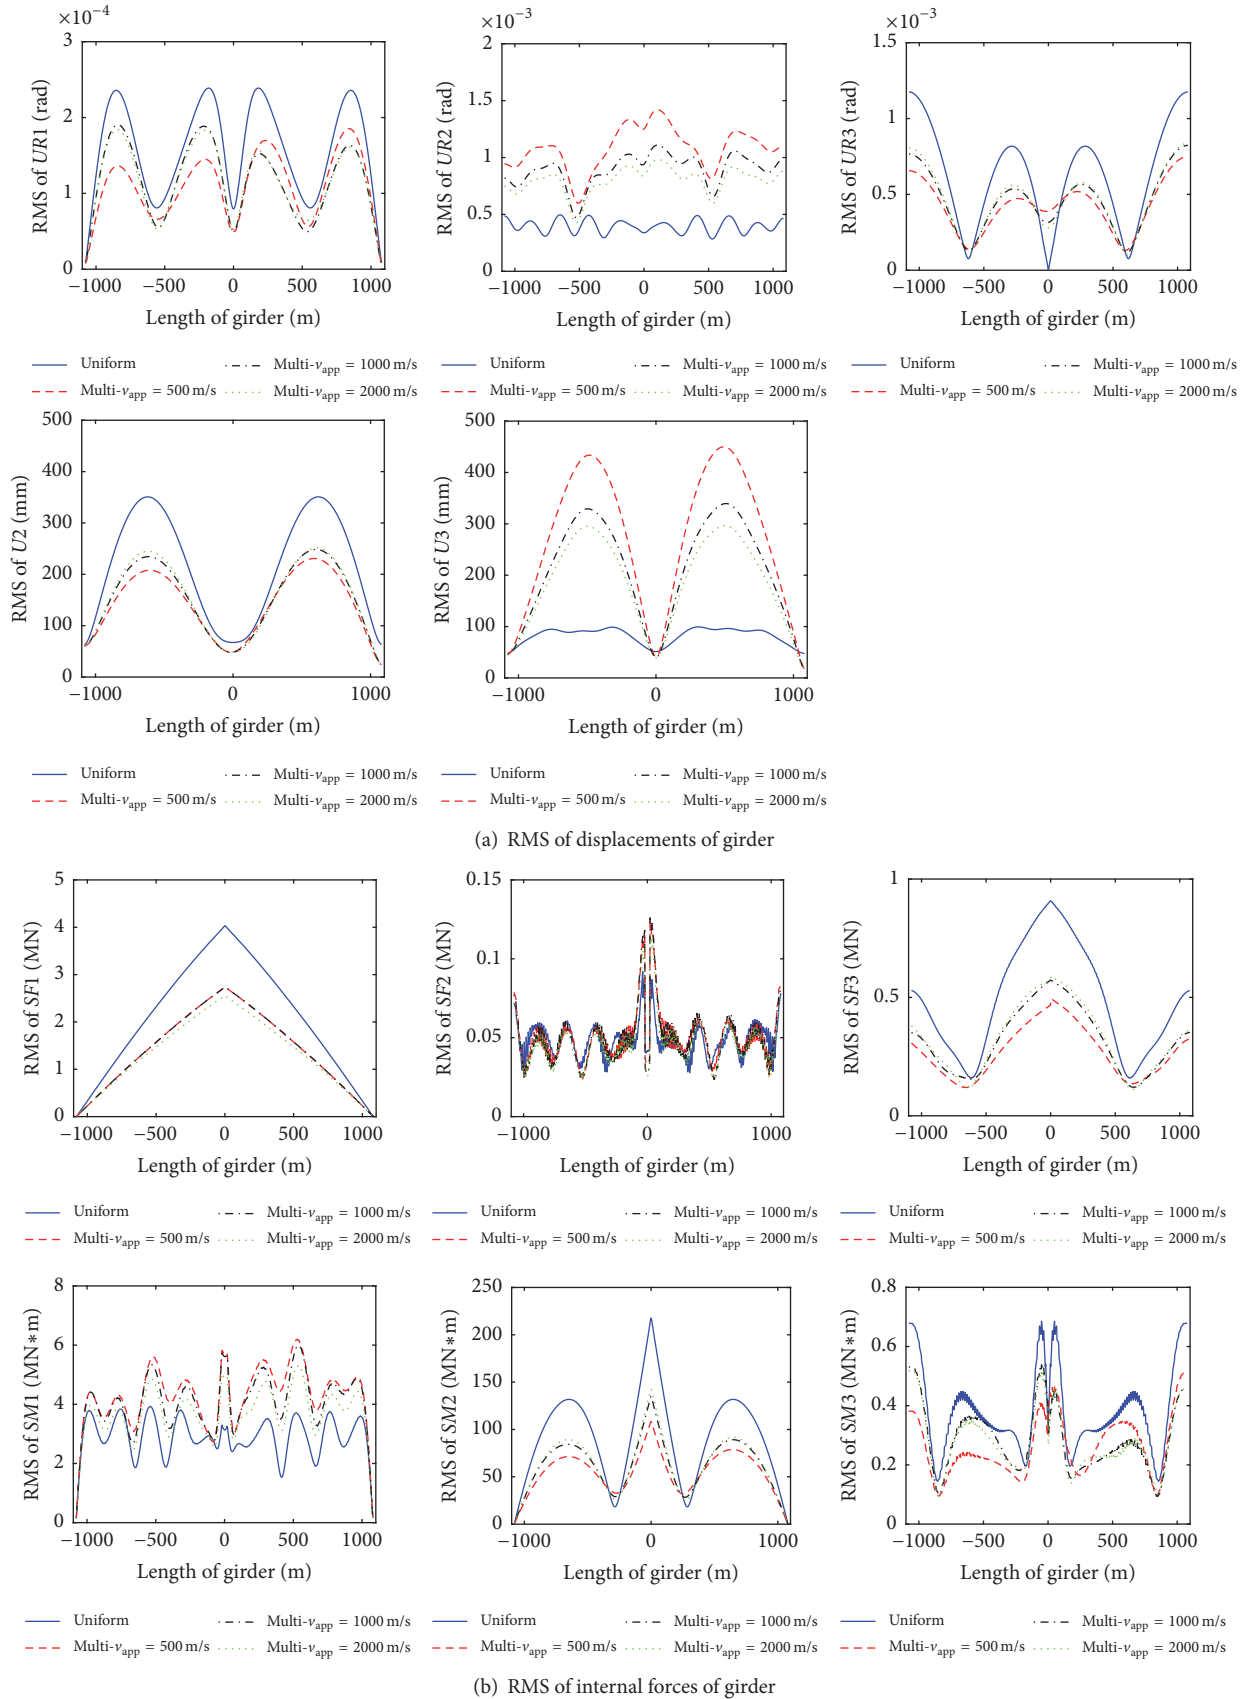 ×10⁻⁴
3
2
1
0
RMS of UR1 (rad)
−1000 −500 0 500 1000
Length of girder (m)
×10⁻³
2
1.5
1
0.5
0
RMS of UR2 (rad)
−1000 −500 0 500 1000
Length of girder (m)
×10⁻³
1.5
1
0.5
0
RMS of UR3 (rad)
−1000 −500 0 500 1000
Length of girder (m)
Uniform
Multi-v_app = 500 m/s
Multi-v_app = 1000 m/s
Multi-v_app = 2000 m/s
Uniform
Multi-v_app = 500 m/s
Multi-v_app = 1000 m/s
Multi-v_app = 2000 m/s
Uniform
Multi-v_app = 500 m/s
Multi-v_app = 1000 m/s
Multi-v_app = 2000 m/s
500
400
300
200
100
0
RMS of U2 (mm)
−1000 0 1000
Length of girder (m)
500
400
300
200
100
0
RMS of U3 (mm)
−1000 0 1000
Length of girder (m)
Uniform
Multi-v_app = 500 m/s
Multi-v_app = 1000 m/s
Multi-v_app = 2000 m/s
Uniform
Multi-v_app = 500 m/s
Multi-v_app = 1000 m/s
Multi-v_app = 2000 m/s
(a) RMS of displacements of girder
5
4
3
2
1
0
RMS of SF1 (MN)
−1000 −500 0 500 1000
Length of girder (m)
0.15
0.1
0.05
0
RMS of SF2 (MN)
−1000 −500 0 500 1000
Length of girder (m)
1
0.5
0
RMS of SF3 (MN)
−1000 −500 0 500 1000
Length of girder (m)
Uniform
Multi-v_app = 500 m/s
Multi-v_app = 1000 m/s
Multi-v_app = 2000 m/s
Uniform
Multi-v_app = 500 m/s
Multi-v_app = 1000 m/s
Multi-v_app = 2000 m/s
Uniform
Multi-v_app = 500 m/s
Multi-v_app = 1000 m/s
Multi-v_app = 2000 m/s
8
6
4
2
0
RMS of SM1 (MN∗m)
−1000 −500 0 500 1000
Length of girder (m)
250
200
150
100
50
0
RMS of SM2 (MN∗m)
−1000 −500 0 500 1000
Length of girder (m)
0.8
0.6
0.4
0.2
0
RMS of SM3 (MN∗m)
−1000 −500 0 500 1000
Length of girder (m)
Uniform
Multi-v_app = 500 m/s
Multi-v_app = 1000 m/s
Multi-v_app = 2000 m/s
Uniform
Multi-v_app = 500 m/s
Multi-v_app = 1000 m/s
Multi-v_app = 2000 m/s
Uniform
Multi-v_app = 500 m/s
Multi-v_app = 1000 m/s
Multi-v_app = 2000 m/s
(b) RMS of internal forces of girder